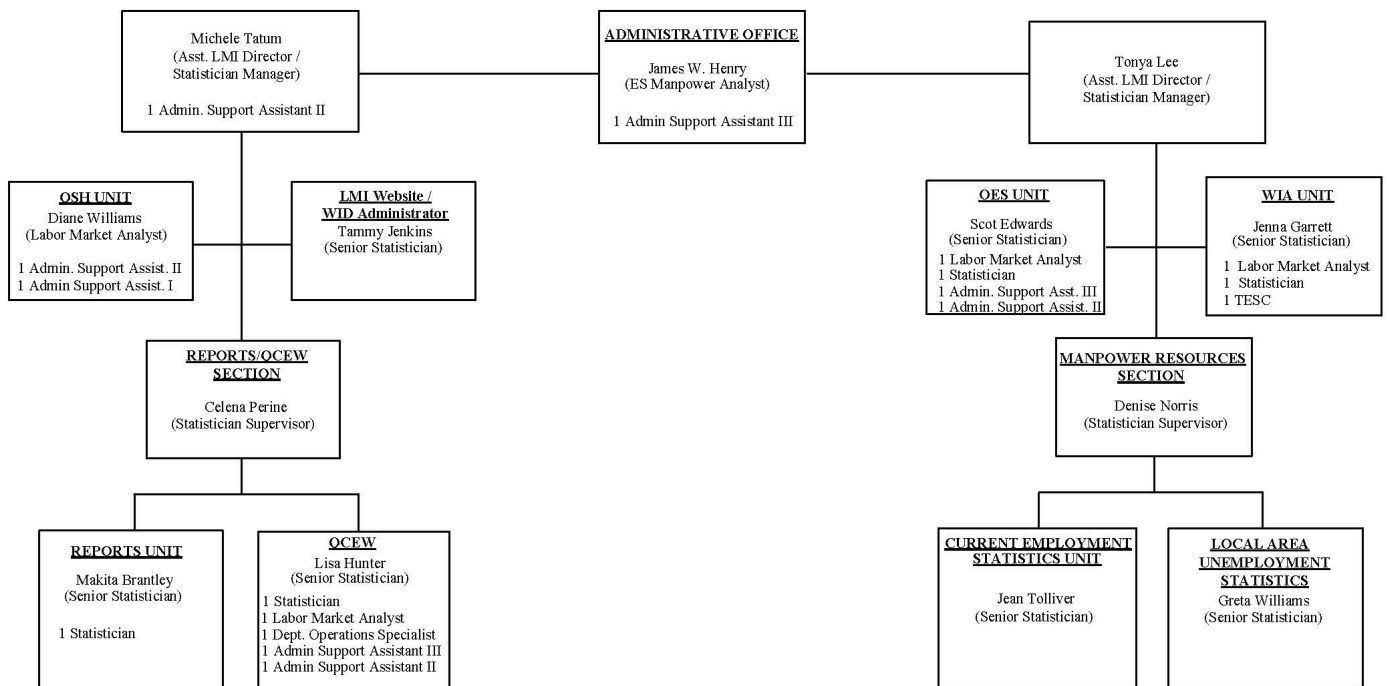 Michele Tatum
(Asst. LMI Director /
Statistician Manager)
1 Admin. Support Assistant II
ADMINISTRATIVE OFFICE
James W. Henry
(ES Manpower Analyst)
1 Admin Support Assistant III
Tonya Lee
(Asst. LMI Director /
Statistician Manager)
OSH UNIT
Diane Williams
(Labor Market Analyst)
1 Admin. Support Assist. II
1 Admin Support Assist. I
LMI Website /
WID Administrator
Tammy Jenkins
(Senior Statistician)
OES UNIT
Scot Edwards
(Senior Statistician)
1 Labor Market Analyst
1 Statistician
1 Admin. Support Asst. III
1 Admin. Support Assist. II
WIA UNIT
Jenna Garrett
(Senior Statistician)
1 Labor Market Analyst
1 Statistician
1 TESC
REPORTS/QCEW
SECTION
Celena Perine
(Statistician Supervisor)
MANPOWER RESOURCES
SECTION
Denise Norris
(Statistician Supervisor)
REPORTS UNIT
Makita Brantley
(Senior Statistician)
1 Statistician
QCEW
Lisa Hunter
(Senior Statistician)
1 Statistician
1 Labor Market Analyst
1 Dept. Operations Specialist
1 Admin Support Assistant III
1 Admin Support Assistant II
CURRENT EMPLOYMENT
STATISTICS UNIT
Jean Tolliver
(Senior Statistician)
LOCAL AREA
UNEMPLOYMENT
STATISTICS
Greta Williams
(Senior Statistician)